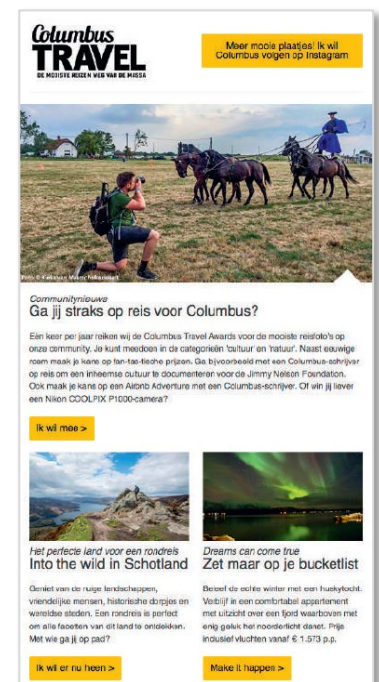 Columbus
TRAVEL
DE MOOISTE REIZEN WEG VAN DE MASSA
Meer mooie plaatjes! Ik wil
Columbus volgen op Instagram
Communitynieuws
Ga jij straks op reis voor Columbus?
Eén keer per jaar reiken wij de Columbus Travel Awards voor de mooiste reisfoto's op
onze community. Je kunt meedoen in de categorieën 'cultuur' en 'natuur'. Naast eeuwige
roem maak je kans op fan-tas-tische prijzen. Ga bijvoorbeeld met een Columbus-schrijver
op reis om een inheemse cultuur te documenteren voor de Jimmy Nelson Foundation.
Ook maak je kans op een Airbnb Adventure met een Columbus-schrijver. Of win jij liever
een Nikon COOLPIX P1000-camera?
Ik wil mee >
Het perfecte land voor een rondreis
Into the wild in Schotland
Geniet van de ruige landschappen,
vriendelijke mensen, historische dorpjes en
wereldse steden. Een rondreis is perfect
om alle facetten van dit land te ontdekken.
Met wie ga jij op pad?
Ik wil er nu heen >
Dreams can come true
Zet maar op je bucketlist
Beleef de echte winter met een huskytocht.
Verblijf in een comfortabel appartement
met uitzicht over een fjord waarboven met
enig geluk het noorderlicht danst. Prijs
inclusief vluchten vanaf € 1.573 p.p.
Make it happen >